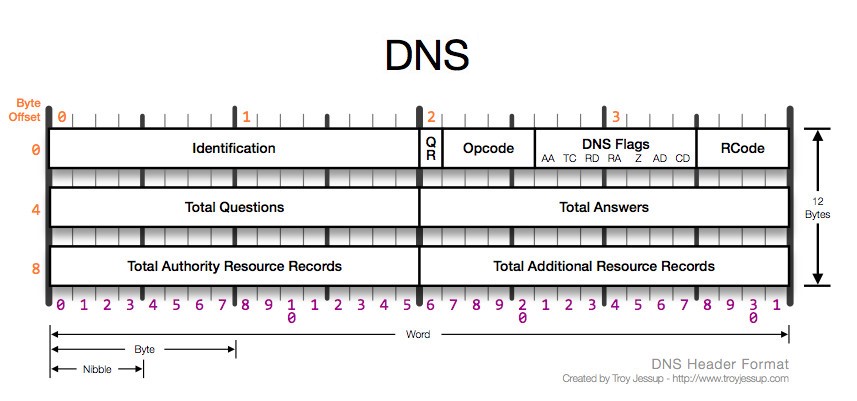 DNS
Byte
Offset
0 1 2 3
0 Identification QR Opcode DNS Flags RCode
AA TC RD RA Z AD CD
4 Total Questions Total Answers
12
Bytes
8 Total Authority Resource Records Total Additional Resource Records
0 1 2 3 4 5 6 7 8 9 10 1 2 3 4 5 6 7 8 9 20 1 2 3 4 5 6 7 8 9 30 1
Word
Byte
Nibble
DNS Header Format
Created by Troy Jessup - http://www.troyjessup.com